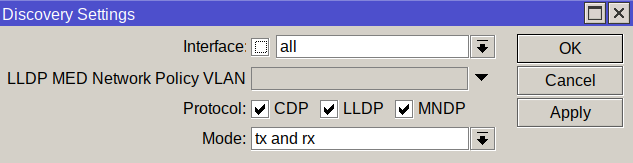 Discovery Settings
Interface: all OK
LLDP MED Network Policy VLAN Cancel
Protocol: CDP LLDP MNDP Apply
Mode: tx and rx